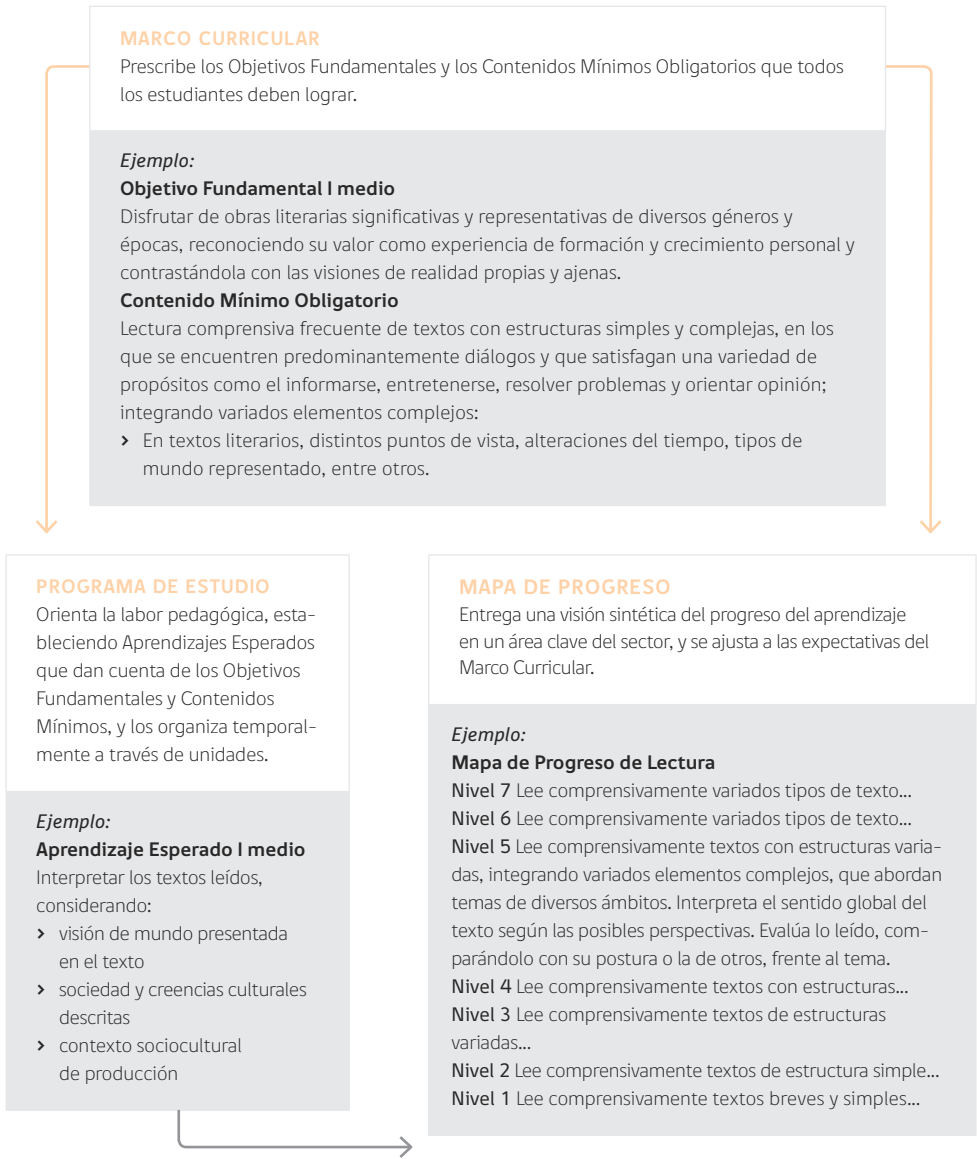 MARCO CURRICULAR
Prescribe los Objetivos Fundamentales y los Contenidos Mínimos Obligatorios que todos
los estudiantes deben lograr.
Ejemplo:
Objetivo Fundamental I medio
Disfrutar de obras literarias significativas y representativas de diversos géneros y
épocas, reconociendo su valor como experiencia de formación y crecimiento personal y
contrastándola con las visiones de realidad propias y ajenas.
Contenido Mínimo Obligatorio
Lectura comprensiva frecuente de textos con estructuras simples y complejas, en los
que se encuentren predominantemente diálogos y que satisfagan una variedad de
propósitos como el informarse, entretenerse, resolver problemas y orientar opinión;
integrando variados elementos complejos:
› En textos literarios, distintos puntos de vista, alteraciones del tiempo, tipos de
mundo representado, entre otros.
PROGRAMA DE ESTUDIO
Orienta la labor pedagógica, esta-
bleciendo Aprendizajes Esperados
que dan cuenta de los Objetivos
Fundamentales y Contenidos
Mínimos, y los organiza temporal-
mente a través de unidades.
Ejemplo:
Aprendizaje Esperado I medio
Interpretar los textos leídos,
considerando:
› visión de mundo presentada
en el texto
› sociedad y creencias culturales
descritas
› contexto sociocultural
de producción
MAPA DE PROGRESO
Entrega una visión sintética del progreso del aprendizaje
en un área clave del sector, y se ajusta a las expectativas del
Marco Curricular.
Ejemplo:
Mapa de Progreso de Lectura
Nivel 7 Lee comprensivamente variados tipos de texto...
Nivel 6 Lee comprensivamente variados tipos de texto...
Nivel 5 Lee comprensivamente textos con estructuras varia-
das, integrando variados elementos complejos, que abordan
temas de diversos ámbitos. Interpreta el sentido global del
texto según las posibles perspectivas. Evalúa lo leído, com-
parándolo con su postura o la de otros, frente al tema.
Nivel 4 Lee comprensivamente textos con estructuras...
Nivel 3 Lee comprensivamente textos de estructuras
variadas...
Nivel 2 Lee comprensivamente textos de estructura simple...
Nivel 1 Lee comprensivamente textos breves y simples...